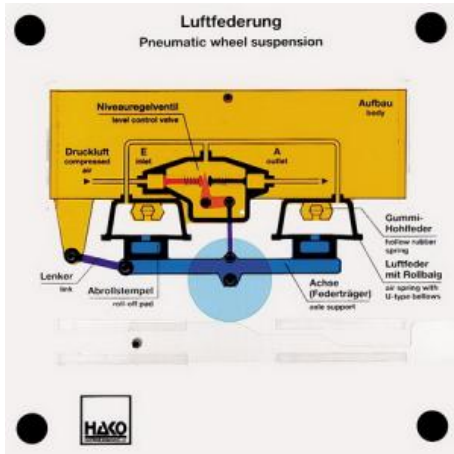 Luftfederung
Pneumatic wheel suspension
Niveauregelventil
level control valve
Aufbau
body
Druckluft
compressed
air
E
inlet
A
outlet
Gummi-
Hohlfeder
hollow rubber
spring
Luftfeder
mit Rollbalg
air spring with
U-type bellows
Lenker
link
Abrollstempel
roll-off pad
Achse
(Federträger)
axle support
HAKO